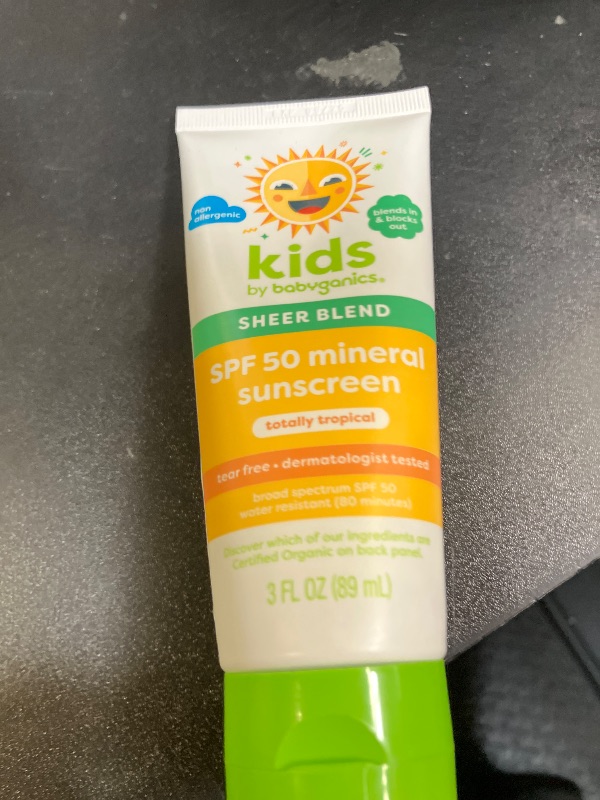 non
allergenic
blends in
& blocks
out
kids
by babyganics®
SHEER BLEND
SPF 50 mineral
sunscreen
totally tropical
tear free • dermatologist tested
broad spectrum SPF 50
water resistant (80 minutes)
Discover which of our ingredients are
Certified Organic on back panel.
3 FL OZ (89 mL)